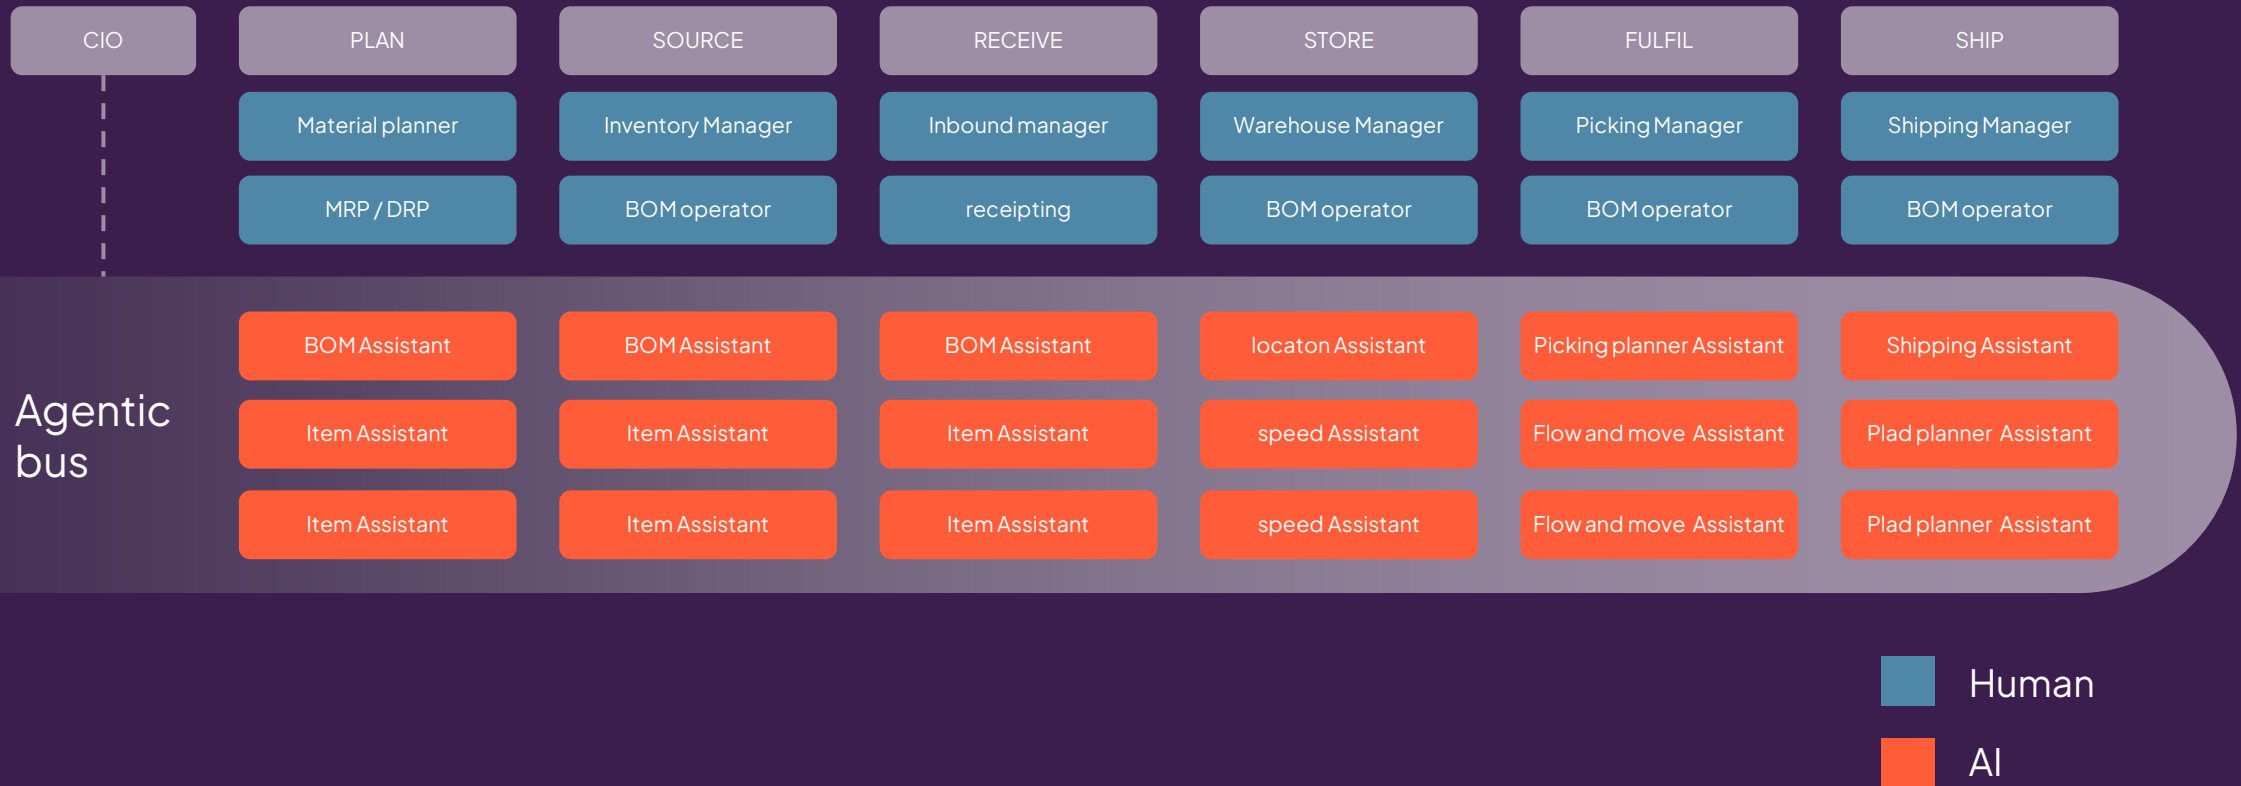 CIO
PLAN
SOURCE
RECEIVE
STORE
FULFIL
SHIP
Material planner
Inventory Manager
Inbound manager
Warehouse Manager
Picking Manager
Shipping Manager
MRP / DRP
BOM operator
receipting
BOM operator
BOM operator
BOM operator
Agentic
bus
BOM Assistant
BOM Assistant
BOM Assistant
locaton Assistant
Picking planner Assistant
Shipping Assistant
Item Assistant
Item Assistant
Item Assistant
speed Assistant
Flow and move Assistant
Plad planner Assistant
Item Assistant
Item Assistant
Item Assistant
speed Assistant
Flow and move Assistant
Plad planner Assistant
Human
AI